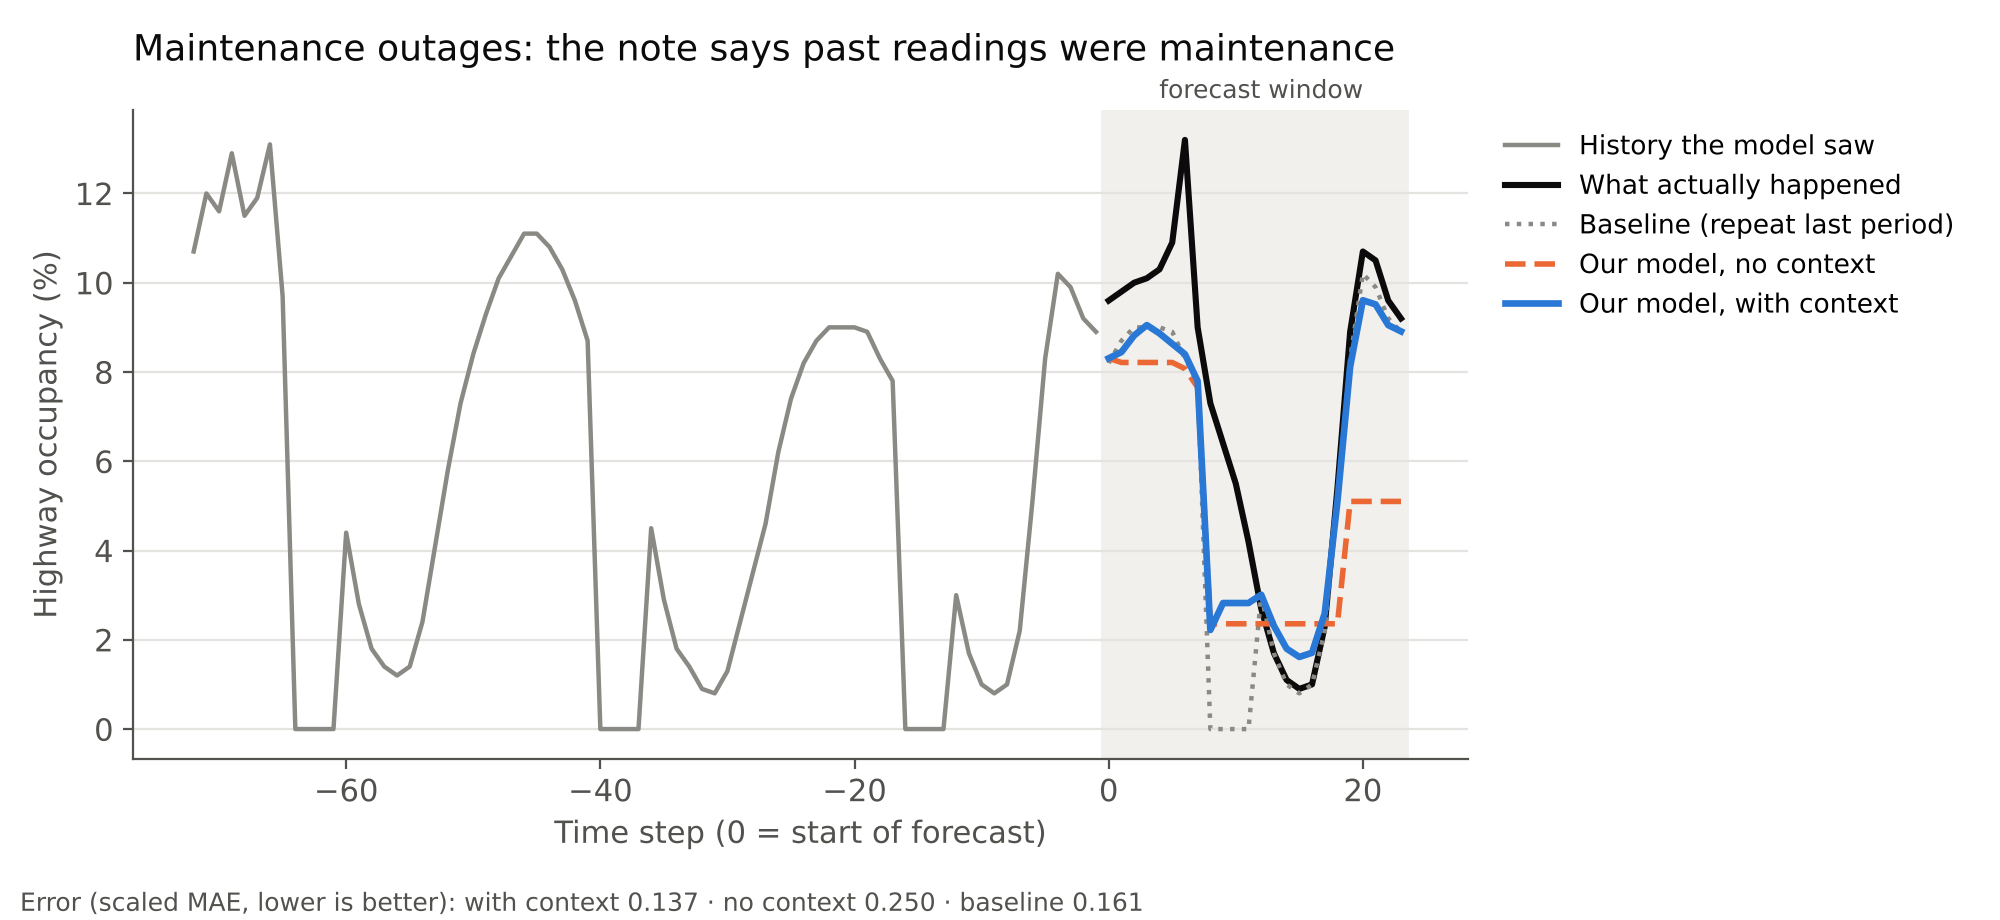 Maintenance outages: the note says past readings were maintenance
forecast window
History the model saw
What actually happened
Baseline (repeat last period)
Our model, no context
Our model, with context
Highway occupancy (%)
12
10
8
6
4
2
0
−60
−40
−20
0
20
Time step (0 = start of forecast)
Error (scaled MAE, lower is better): with context 0.137 · no context 0.250 · baseline 0.161